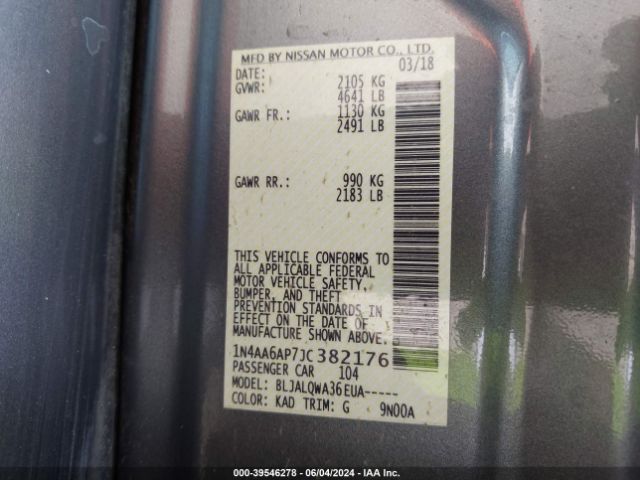 MFD BY NISSAN MOTOR CO., LTD.
DATE: 03/18
GVWR: 2105 KG
4641 LB
GAWR FR.: 1130 KG
2491 LB
GAWR RR.: 990 KG
2183 LB
THIS VEHICLE CONFORMS TO
ALL APPLICABLE FEDERAL
MOTOR VEHICLE SAFETY,
BUMPER, AND THEFT
PREVENTION STANDARDS IN
EFFECT ON THE DATE OF
MANUFACTURE SHOWN ABOVE.
1N4AA6AP7JC382176
PASSENGER CAR 104
MODEL: BLJALQWA36EUA-----
COLOR: KAD TRIM: G 9N00A
000-39546278 - 06/04/2024 - IAA Inc.